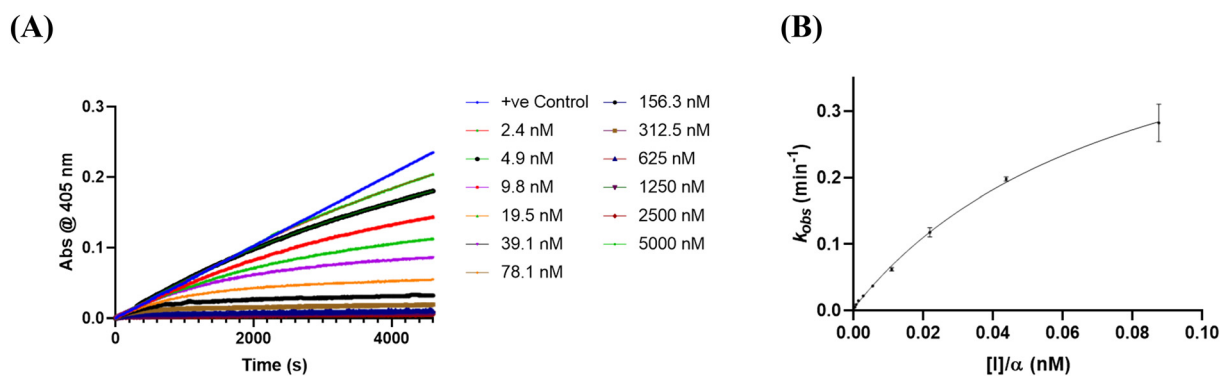 (A)
Abs @ 405 nm
0.3
0.2
0.1
0.0
0
2000
4000
Time (s)
+ve Control
2.4 nM
4.9 nM
9.8 nM
19.5 nM
39.1 nM
78.1 nM
156.3 nM
312.5 nM
625 nM
1250 nM
2500 nM
5000 nM
(B)
kobs (min-1)
0.3
0.2
0.1
0.0
0.00
0.02
0.04
0.06
0.08
0.10
[I]/α (nM)